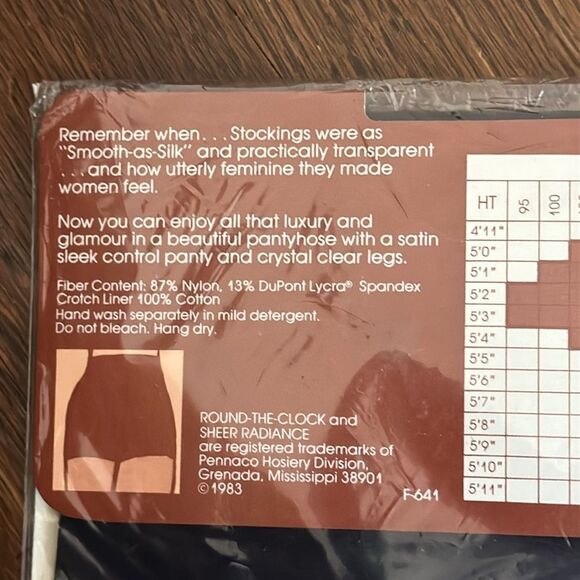 Remember when. . .Stockings were as
"Smooth-as-Silk" and practically transparent
. . .and how utterly feminine they made
women feel.
Now you can enjoy all that luxury and
glamour in a beautiful pantyhose with a satin
sleek control panty and crystal clear legs.
Fiber Content: 87% Nylon, 13% DuPont Lycra® Spandex
Crotch Liner 100% Cotton
Hand wash separately in mild detergent.
Do not bleach. Hang dry.
ROUND-THE-CLOCK and
SHEER RADIANCE
are registered trademarks of
Pennaco Hosiery Division,
Grenada, Mississippi 38901
©1983
F-641
HT 95 100
4'11"
5'0"
5'1"
5'2"
5'3"
5'4"
5'5"
5'6"
5'7"
5'8"
5'9"
5'10"
5'11"